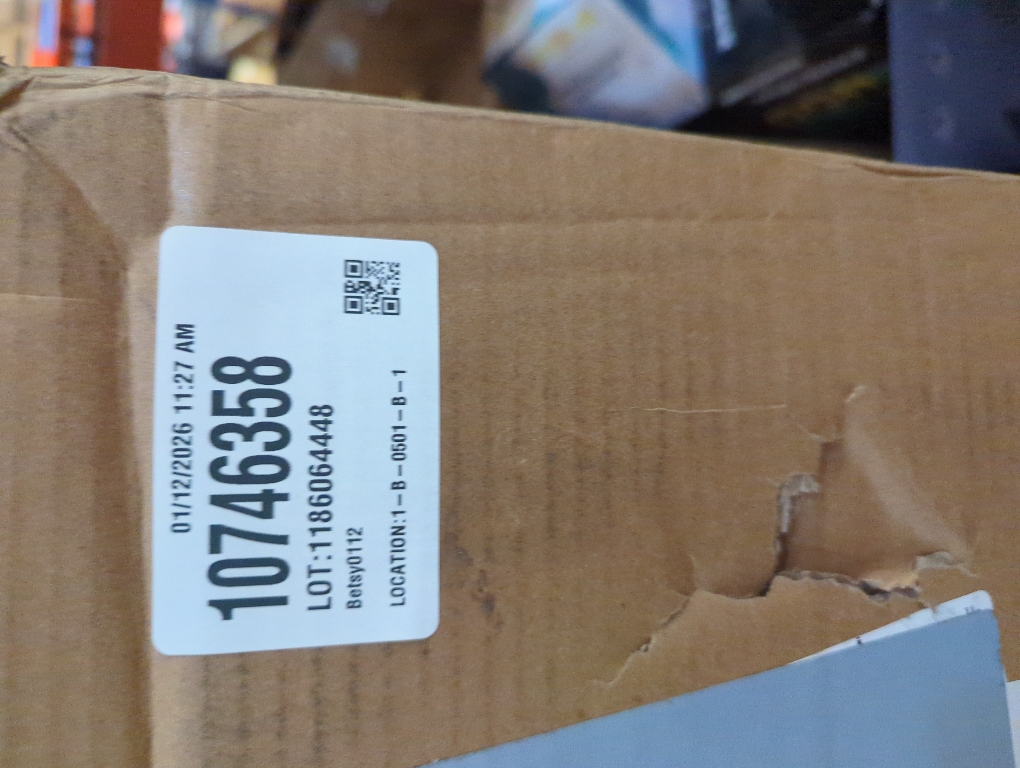 01/12/2026 11:27 AM
10746358
LOT:1186064448
Betsy0112
LOCATION:1-B-0501-B-1